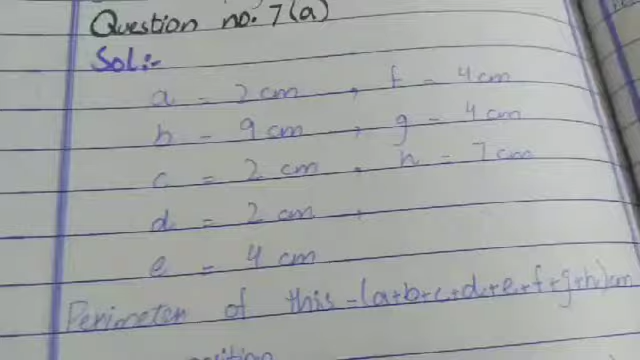 Question no. 7(a)
Sol:-
a = 2 cm , f = 4 cm
b = 9 cm , g = 4 cm
c = 2 cm , h = 7 cm
d = 2 cm ,
e = 4 cm
Perimeter of this = (a+b+c+d+e+f+g+h) cm